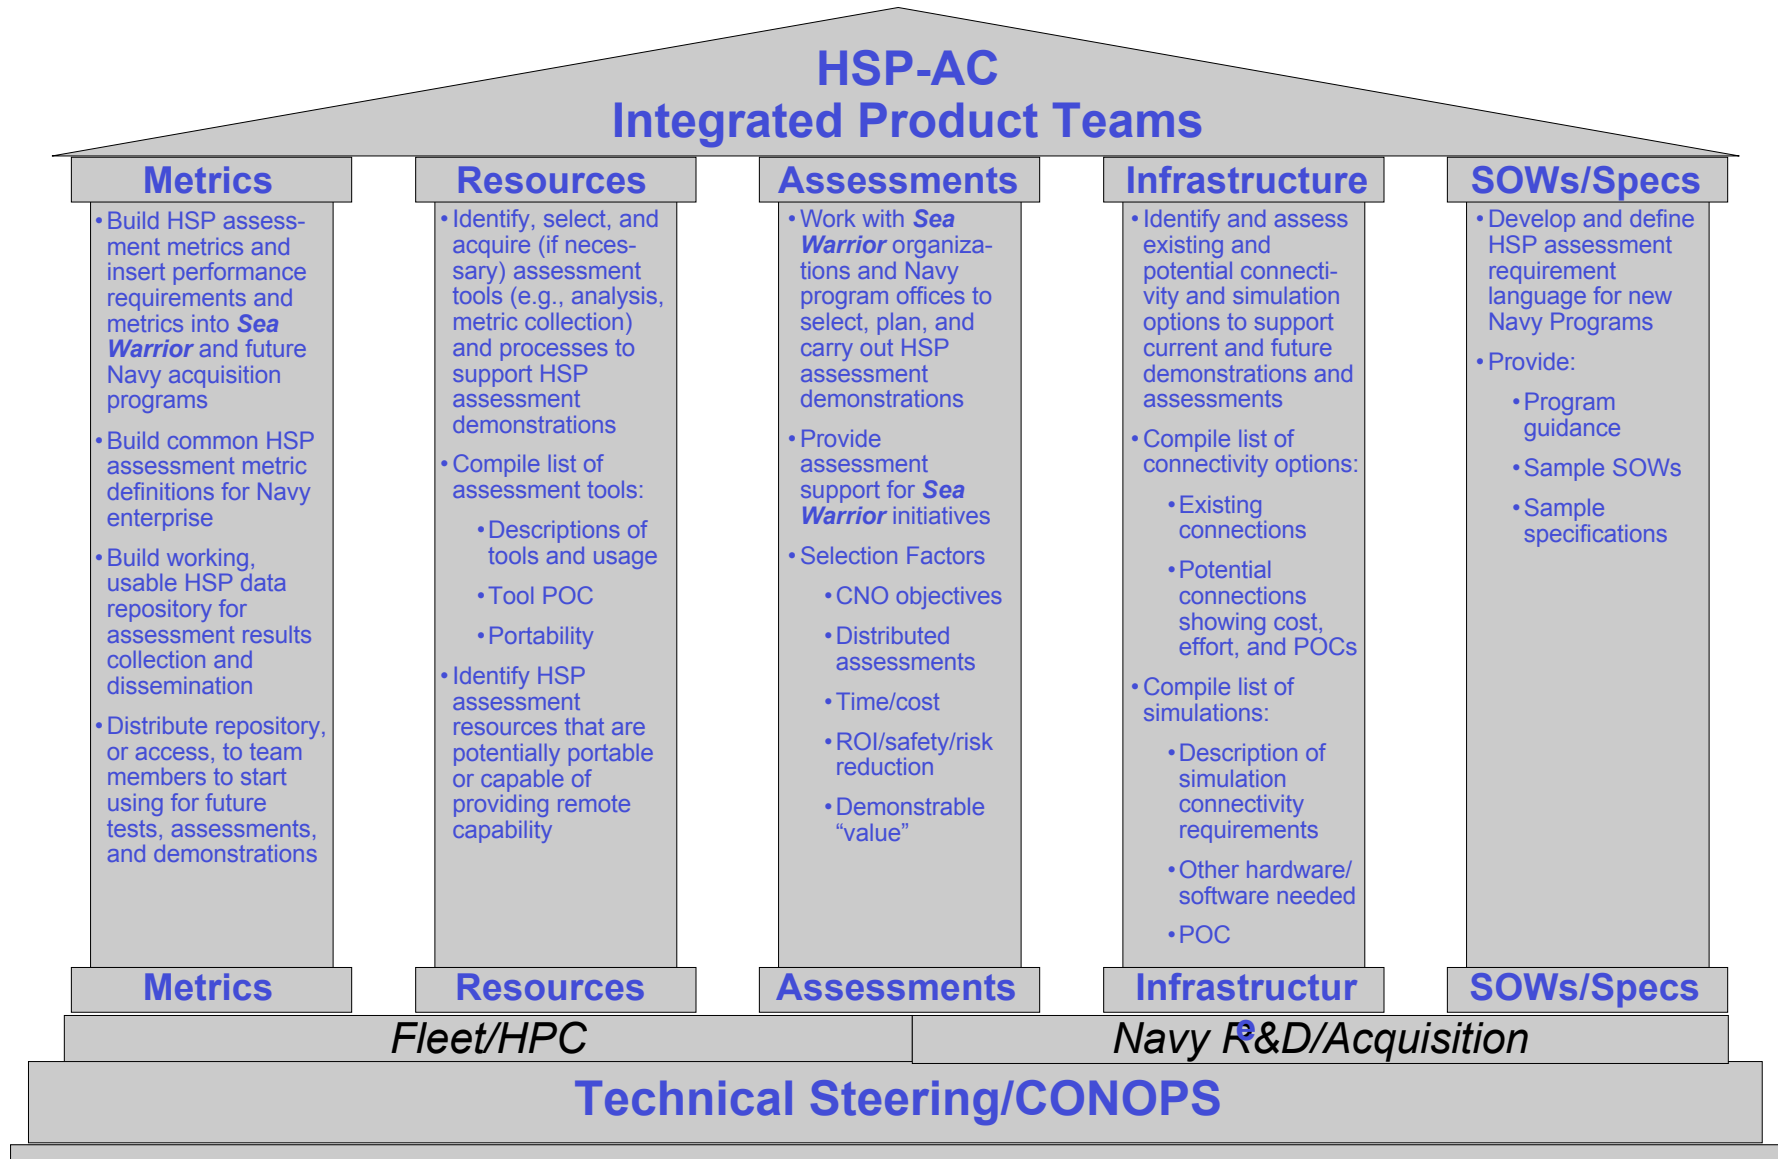 HSP-AC
Integrated Product Teams
Metrics
• Build HSP assess-
ment metrics and
insert performance
requirements and
metrics into Sea
Warrior and future
Navy acquisition
programs
• Build common HSP
assessment metric
definitions for Navy
enterprise
• Build working,
usable HSP data
repository for
assessment results
collection and
dissemination
• Distribute repository,
or access, to team
members to start
using for future
tests, assessments,
and demonstrations
Metrics
Resources
• Identify, select, and
acquire (if neces-
sary) assessment
tools (e.g., analysis,
metric collection)
and processes to
support HSP
assessment
demonstrations
• Compile list of
assessment tools:
• Descriptions of
tools and usage
• Tool POC
• Portability
• Identify HSP
assessment
resources that are
potentially portable
or capable of
providing remote
capability
Resources
Assessments
• Work with Sea
Warrior organiza-
tions and Navy
program offices to
select, plan, and
carry out HSP
assessment
demonstrations
• Provide
assessment
support for Sea
Warrior initiatives
• Selection Factors
• CNO objectives
• Distributed
assessments
• Time/cost
• ROI/safety/risk
reduction
• Demonstrable
“value”
Assessments
Infrastructure
• Identify and assess
existing and
potential connecti-
vity and simulation
options to support
current and future
demonstrations and
assessments
• Compile list of
connectivity options:
• Existing
connections
• Potential
connections
showing cost,
effort, and POCs
• Compile list of
simulations:
• Description of
simulation
connectivity
requirements
• Other hardware/
software needed
• POC
Infrastructur
e
SOWs/Specs
• Develop and define
HSP assessment
requirement
language for new
Navy Programs
• Provide:
• Program
guidance
• Sample SOWs
• Sample
specifications
SOWs/Specs
Fleet/HPC
Navy R&D/Acquisition
Technical Steering/CONOPS